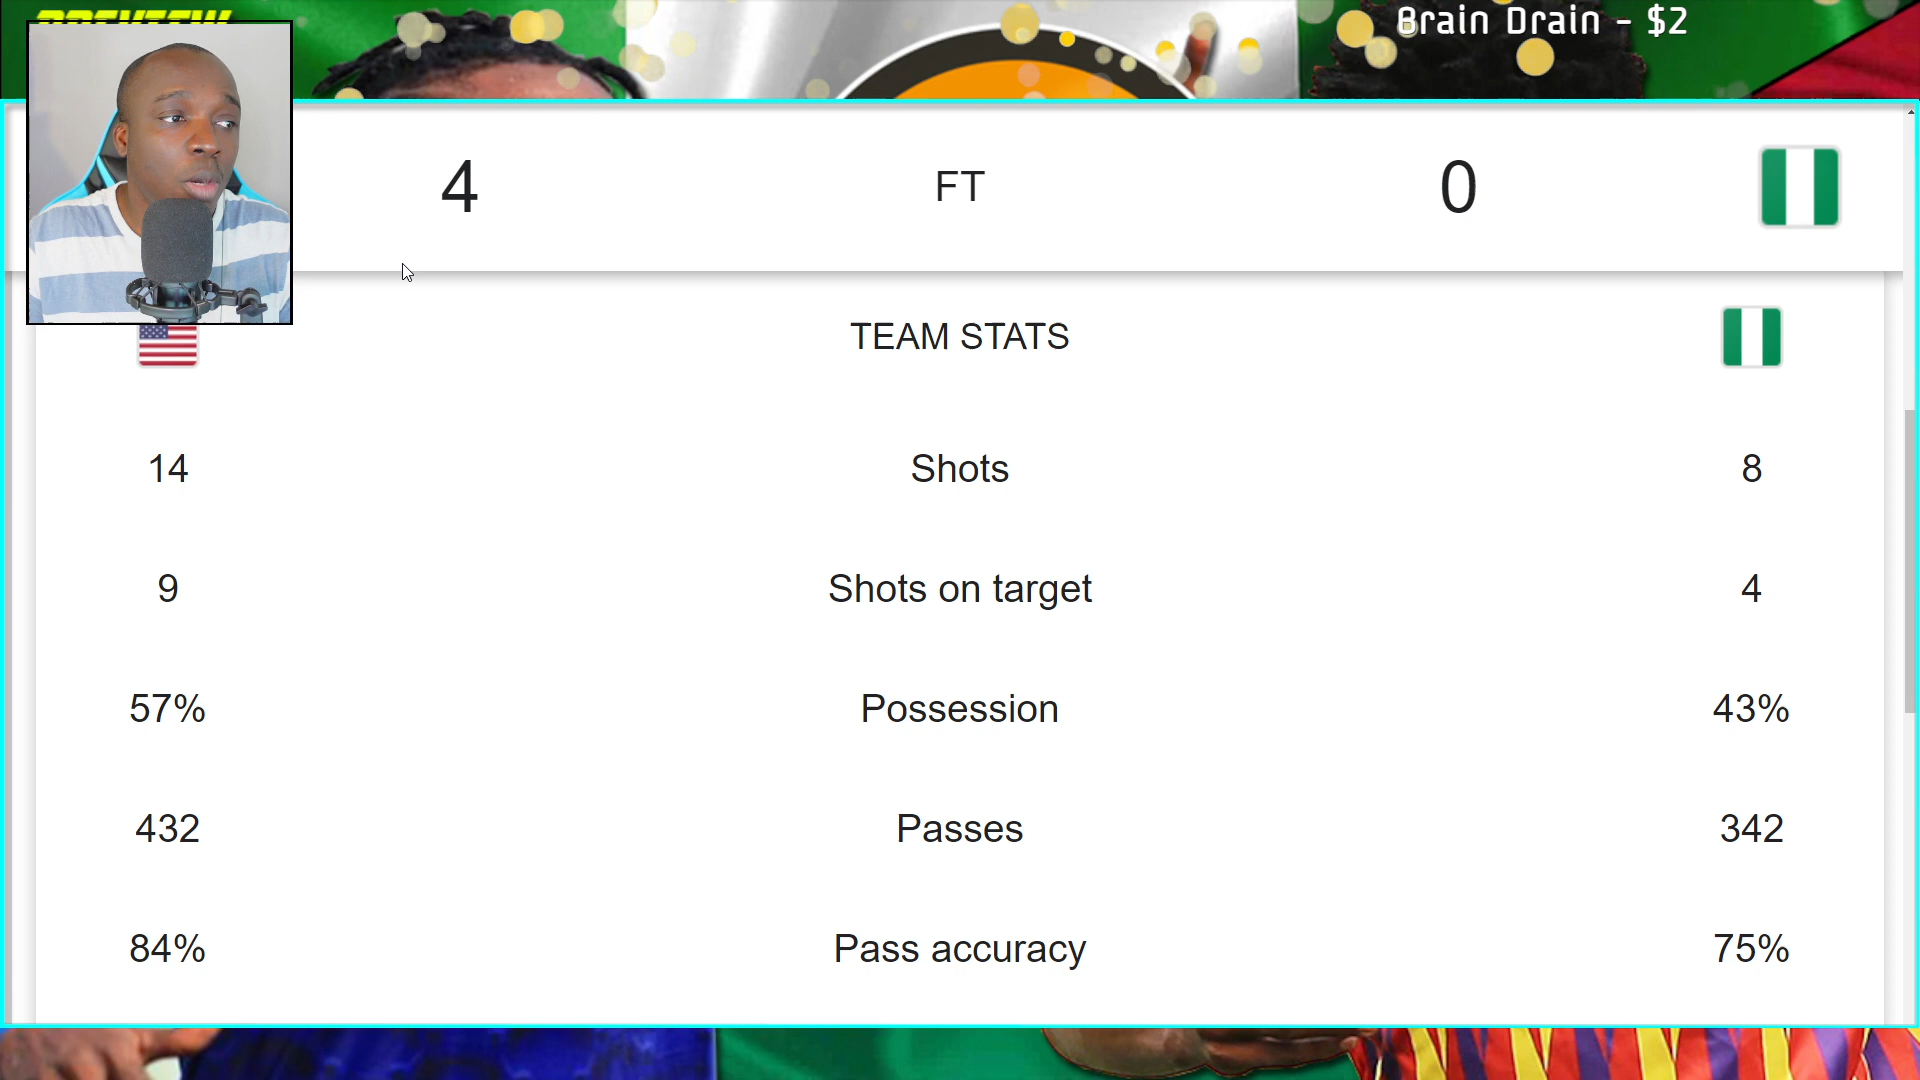 PREVIEW
Brain Drain - $2
4 FT 0
TEAM STATS
14 Shots 8
9 Shots on target 4
57% Possession 43%
432 Passes 342
84% Pass accuracy 75%